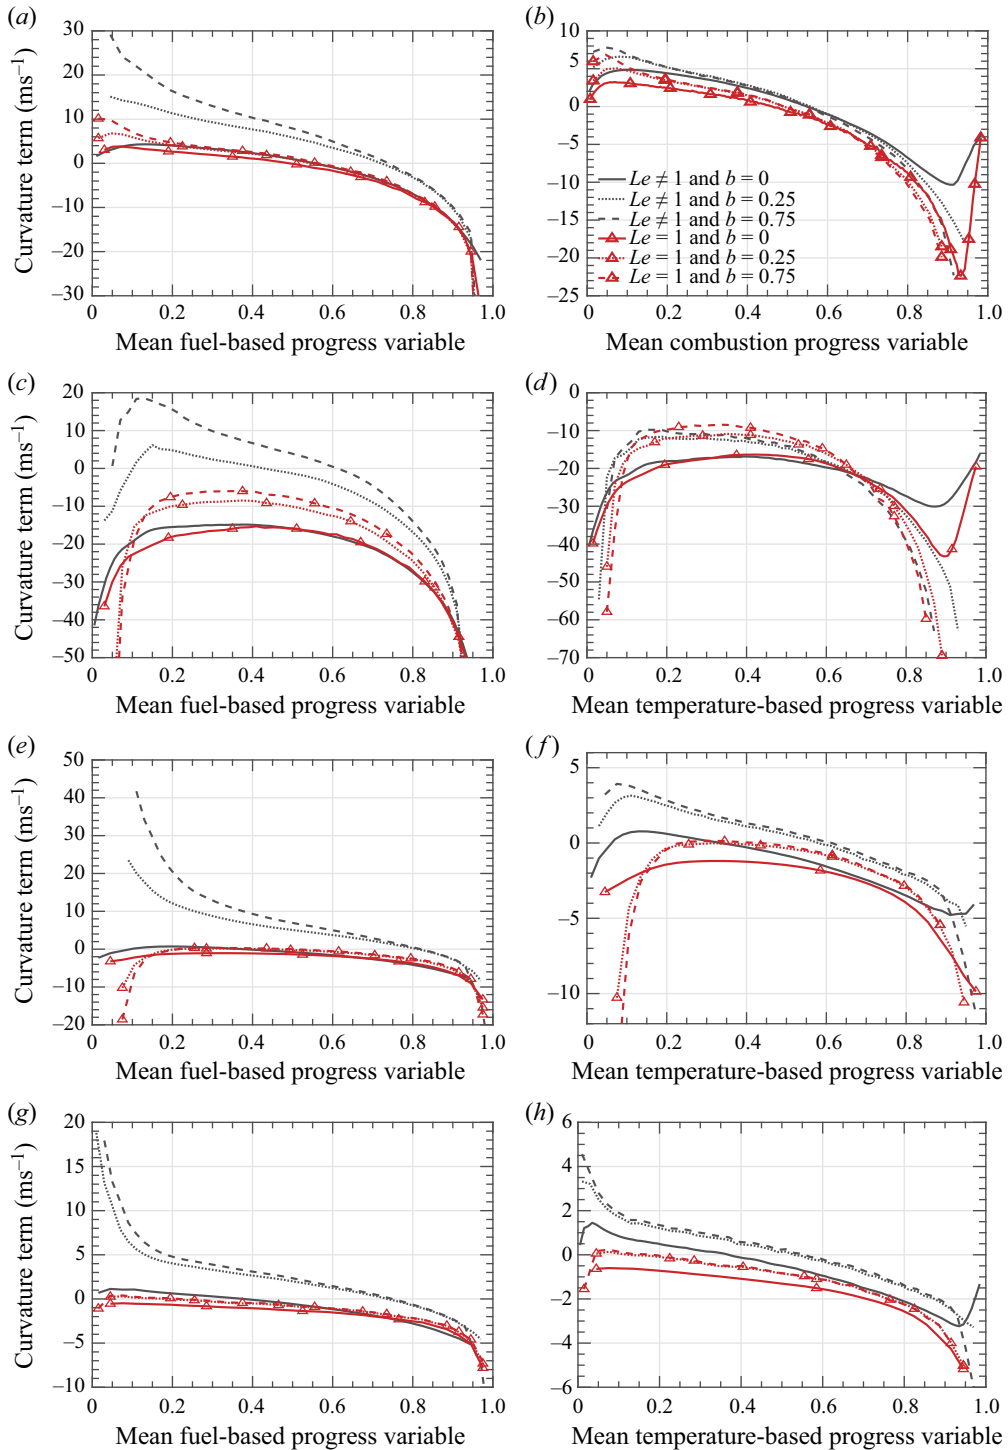 (a)
30
20
10
0
−10
−20
−30
Curvature term (ms−1)
0 0.2 0.4 0.6 0.8 1.0
Mean fuel-based progress variable
(b)
10
5
0
−5
−10
−15
−20
−25
Le ≠ 1 and b = 0
Le ≠ 1 and b = 0.25
Le ≠ 1 and b = 0.75
Le = 1 and b = 0
Le = 1 and b = 0.25
Le = 1 and b = 0.75
0 0.2 0.4 0.6 0.8 1.0
Mean combustion progress variable
(c)
20
10
0
−10
−20
−30
−40
−50
Curvature term (ms−1)
0 0.2 0.4 0.6 0.8 1.0
Mean fuel-based progress variable
(d)
0
−10
−20
−30
−40
−50
−60
−70
0 0.2 0.4 0.6 0.8 1.0
Mean temperature-based progress variable
(e)
50
40
30
20
10
0
−10
−20
Curvature term (ms−1)
0 0.2 0.4 0.6 0.8 1.0
Mean fuel-based progress variable
(f)
5
0
−5
−10
0 0.2 0.4 0.6 0.8 1.0
Mean temperature-based progress variable
(g)
20
15
10
5
0
−5
−10
Curvature term (ms−1)
0 0.2 0.4 0.6 0.8 1.0
Mean fuel-based progress variable
(h)
6
4
2
0
−2
−4
−6
0 0.2 0.4 0.6 0.8 1.0
Mean temperature-based progress variable